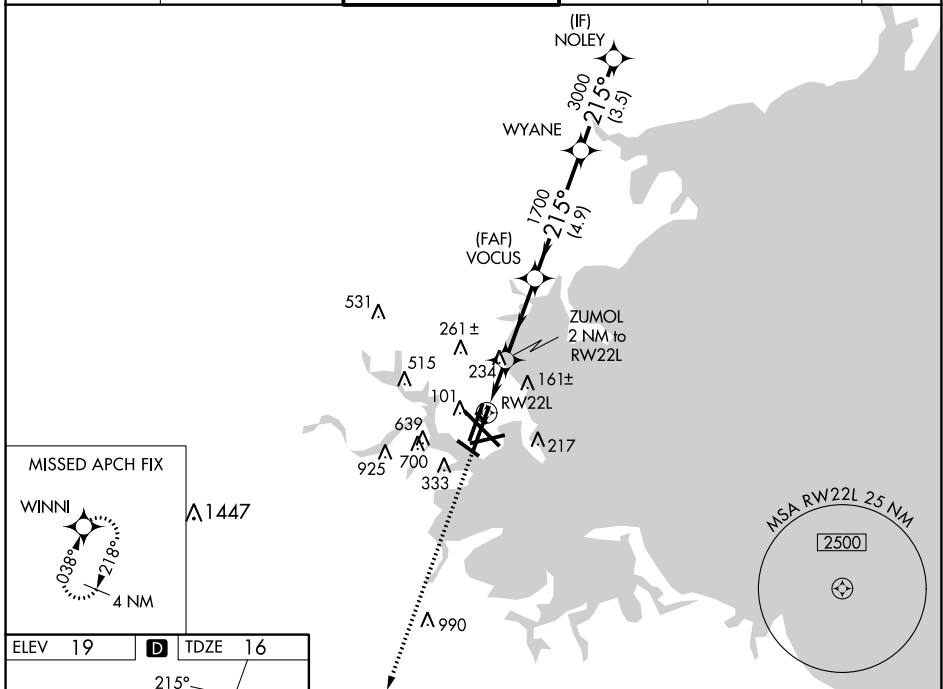 (IF)
NOLEY
3000
215°
(3.5)
WYANE
1700
215°
(4.9)
(FAF)
VOCUS
531
261±
ZUMOL
2 NM to
RW22L
234
515
161±
101
RW22L
639
700
925
333
217
MISSED APCH FIX
WINNI
038°
218°
4 NM
1447
MSA RW22L 25 NM
2500
990
ELEV 19
D
TDZE 16
215°